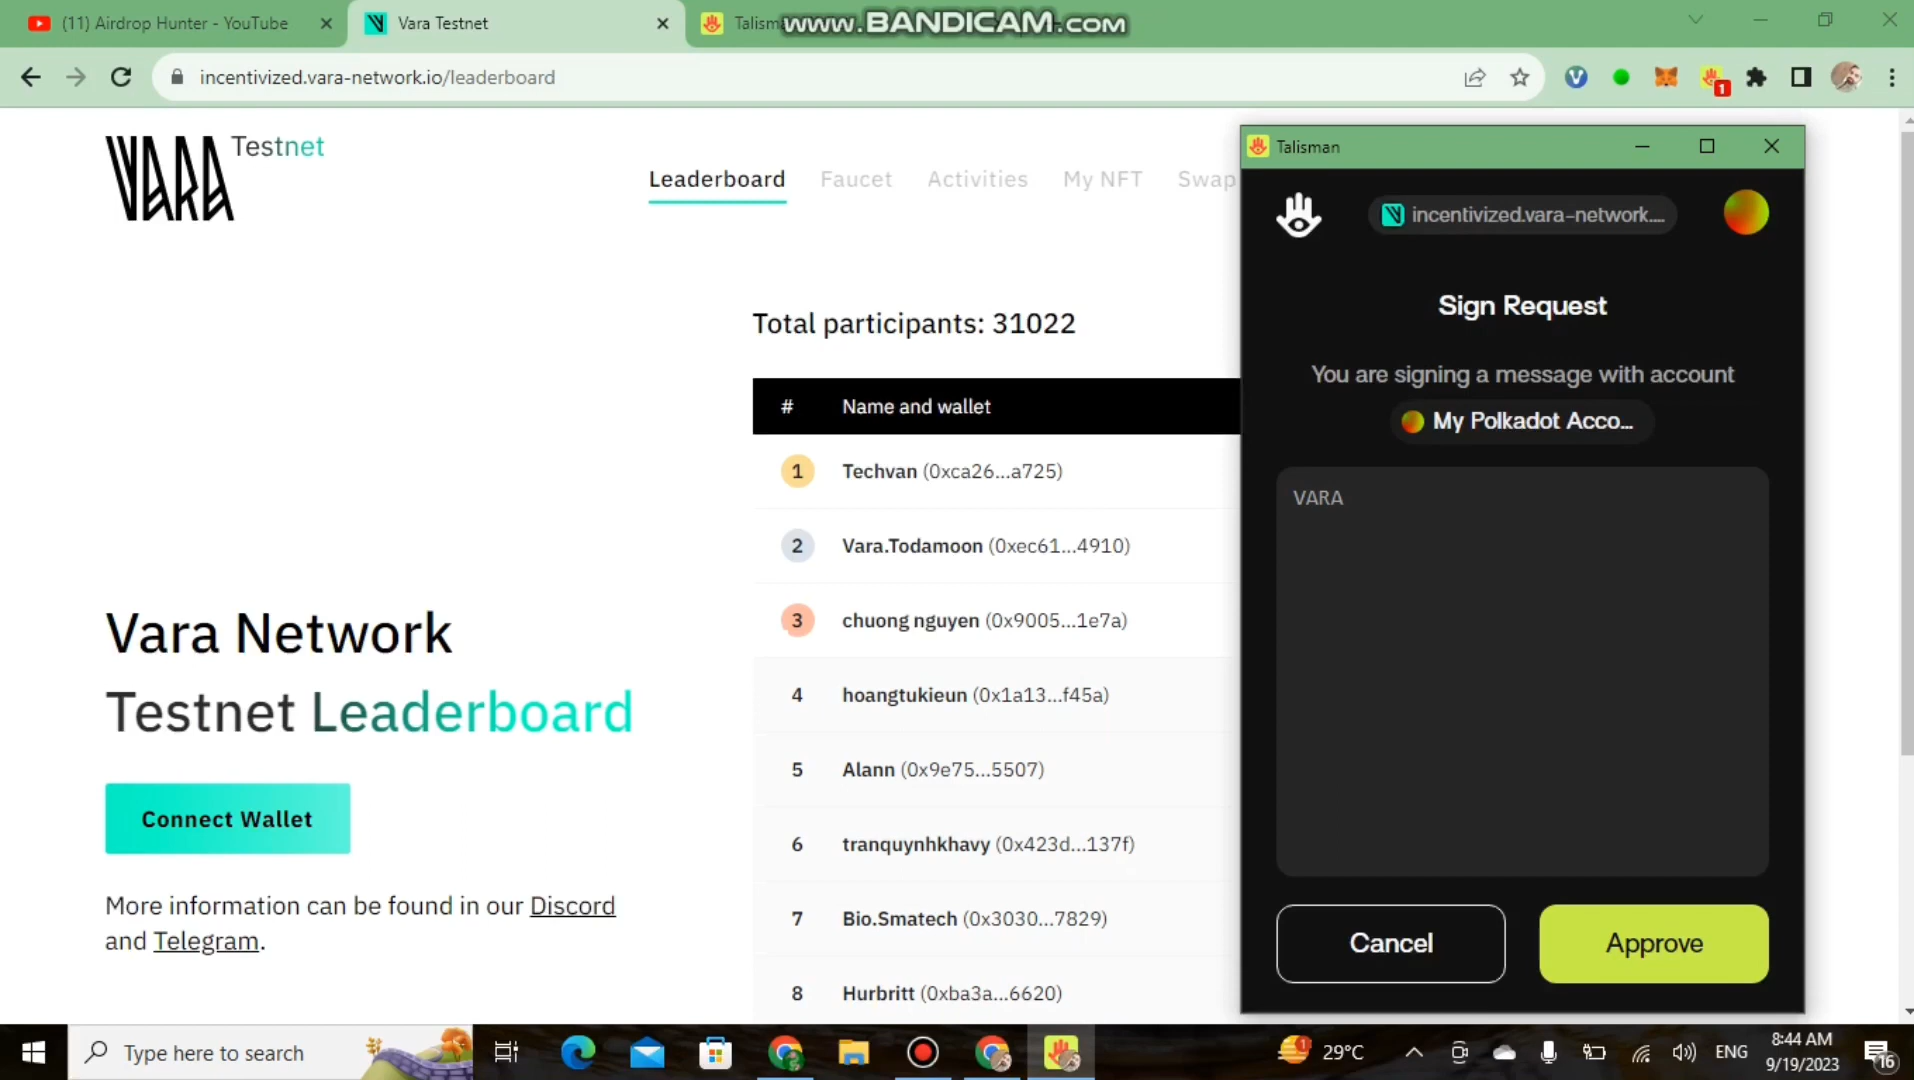 (11) Airdrop Hunter - YouTube
Vara Testnet
Talism
www.BANDICAM.com
incentivized.vara-network.io/leaderboard
1
VARA Testnet
Leaderboard
Faucet
Activities
My NFT
Swap
Total participants: 31022
# Name and wallet
1 Techvan (0xca26...a725)
2 Vara.Todamoon (0xec61...4910)
3 chuong nguyen (0x9005...1e7a)
4 hoangtukieun (0x1a13...f45a)
5 Alann (0x9e75...5507)
6 tranquynhkhavy (0x423d...137f)
7 Bio.Smatech (0x3030...7829)
8 Hurbritt (0xba3a...6620)
Vara Network
Testnet Leaderboard
Connect Wallet
More information can be found in our Discord
and Telegram.
Talisman
incentivized.vara-network....
Sign Request
You are signing a message with account
My Polkadot Acco...
VARA
Cancel
Approve
Type here to search
1
29°C
ENG
8:44 AM
9/19/2023
16